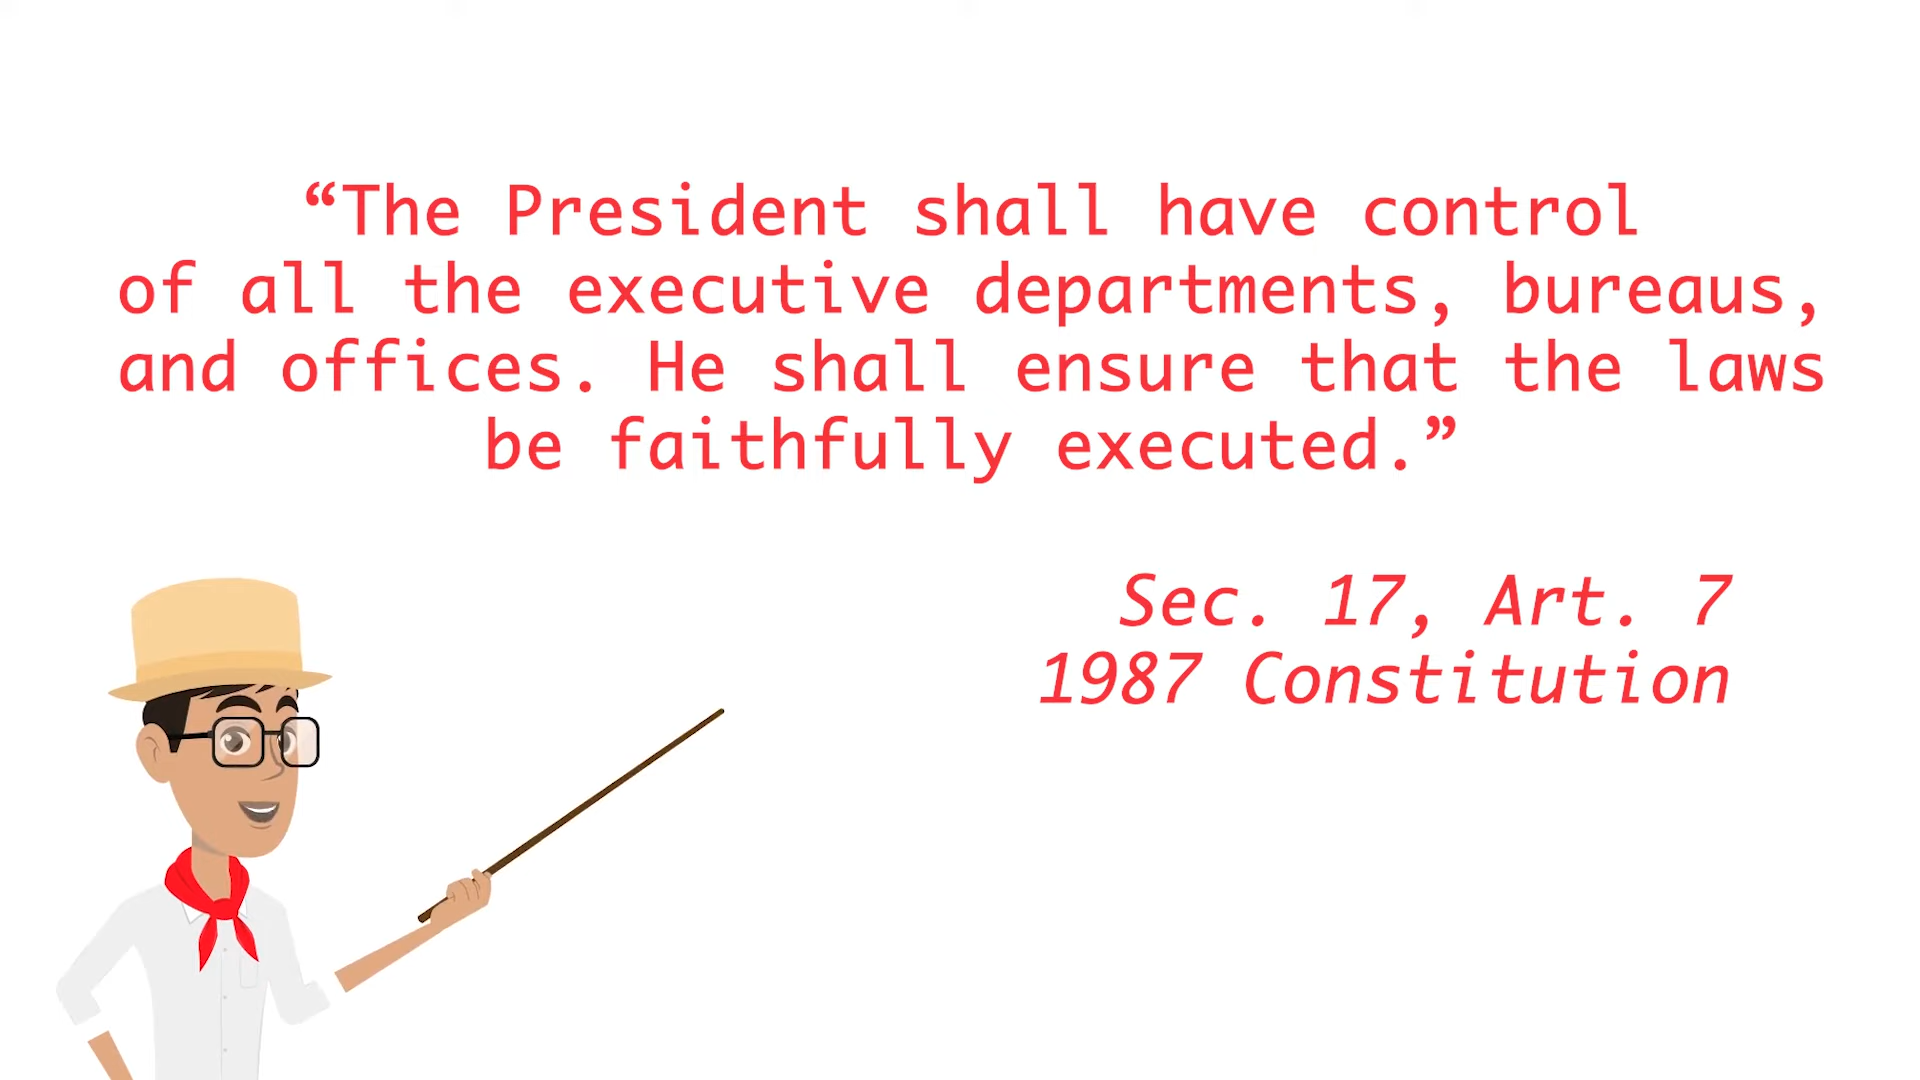 “The President shall have control
of all the executive departments, bureaus,
and offices. He shall ensure that the laws
be faithfully executed.”
Sec. 17, Art. 7
1987 Constitution